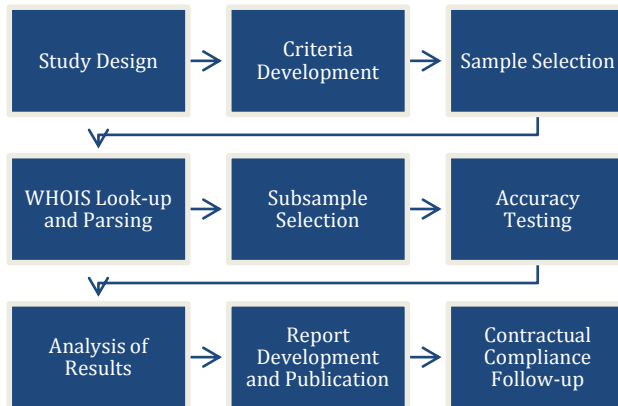 Study Design
Criteria
Development
Sample Selection
WHOIS Look-up
and Parsing
Subsample
Selection
Accuracy
Testing
Analysis of
Results
Report
Development
and Publication
Contractual
Compliance
Follow-up